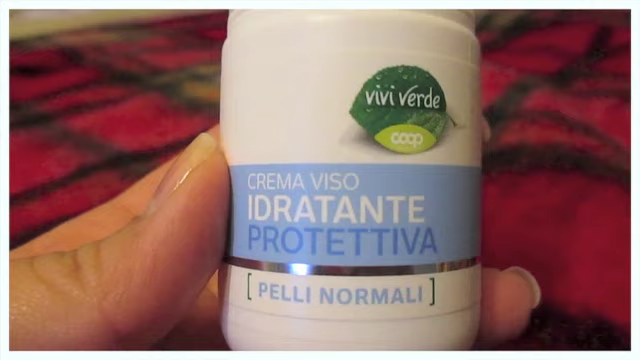 vivi verde
coop
CREMA VISO
IDRATANTE
PROTETTIVA
[PELLI NORMALI]